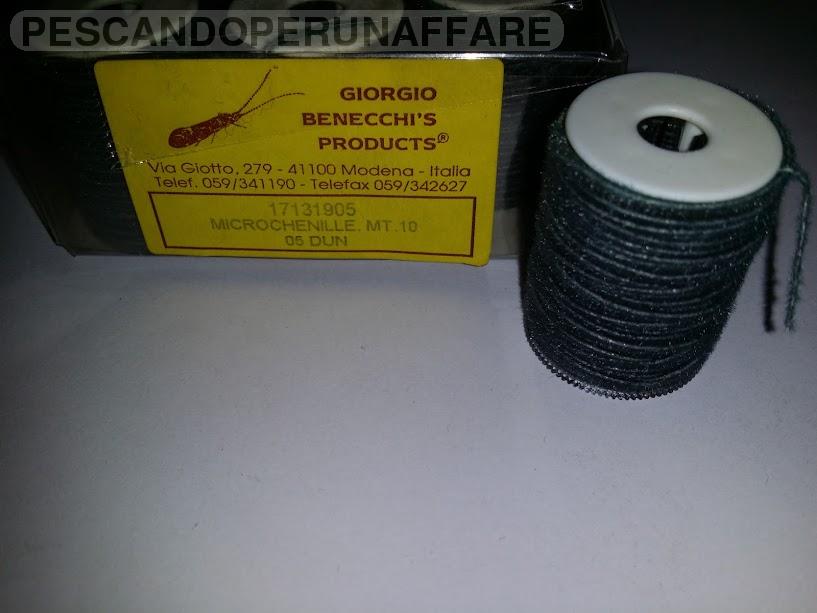 PESCANDOPERUNAFFARE
GIORGIO
BENECCHI'S
PRODUCTS®
Via Giotto, 279 - 41100 Modena - Italia
Telef. 059/341190 - Telefax 059/342627
17131905
MICROCHENILLE. MT.10
05 DUN